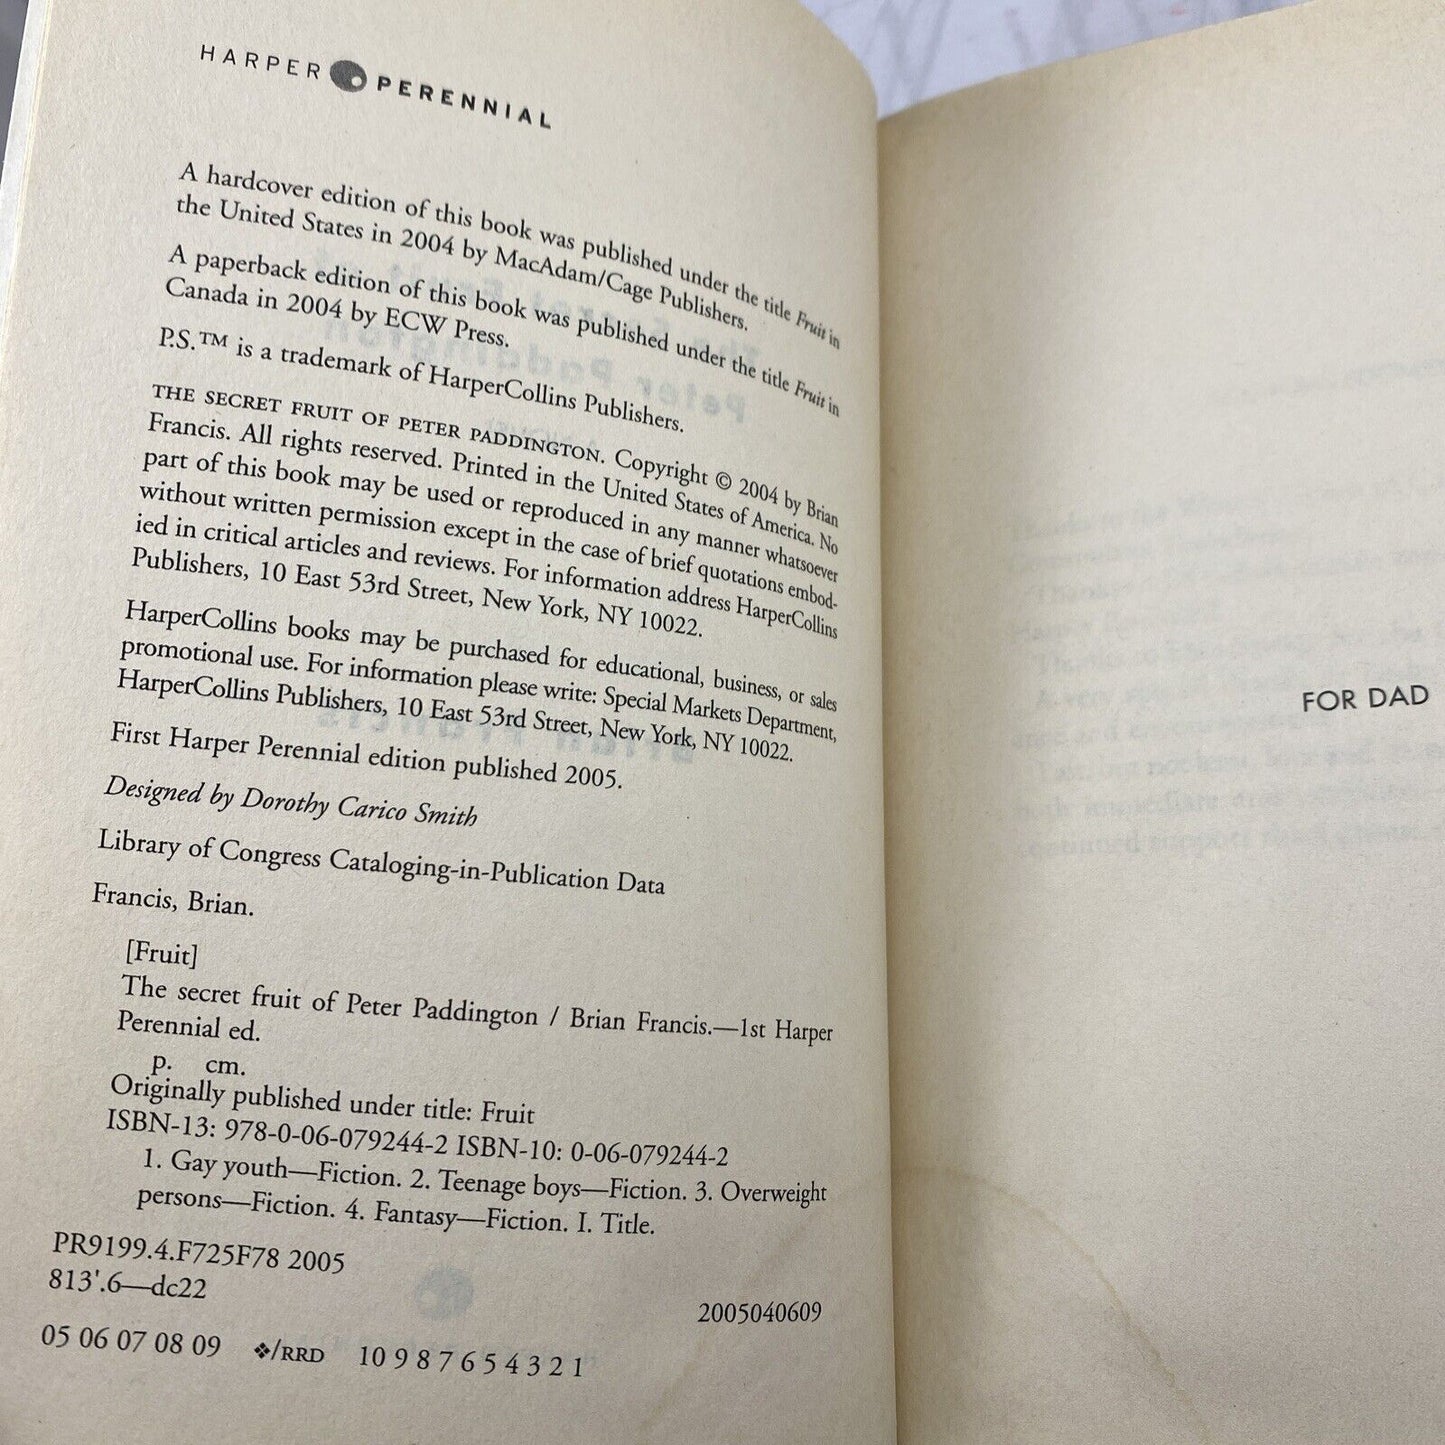 HARPER PERENNIAL
A hardcover edition of this book was published under the title Fruit in
the United States in 2004 by MacAdam/Cage Publishers.
A paperback edition of this book was published under the title Fruit in
Canada in 2004 by ECW Press.
P.S.™ is a trademark of HarperCollins Publishers.
THE SECRET FRUIT OF PETER PADDINGTON. Copyright © 2004 by Brian
Francis. All rights reserved. Printed in the United States of America. No
part of this book may be used or reproduced in any manner whatsoever
without written permission except in the case of brief quotations embod-
ied in critical articles and reviews. For information address HarperCollins
Publishers, 10 East 53rd Street, New York, NY 10022.
HarperCollins books may be purchased for educational, business, or sales
promotional use. For information please write: Special Markets Department,
HarperCollins Publishers, 10 East 53rd Street, New York, NY 10022.
First Harper Perennial edition published 2005.
Designed by Dorothy Carico Smith
Library of Congress Cataloging-in-Publication Data
Francis, Brian.
[Fruit]
The secret fruit of Peter Paddington / Brian Francis.—1st Harper
Perennial ed.
p. cm.
Originally published under title: Fruit
ISBN-13: 978-0-06-079244-2 ISBN-10: 0-06-079244-2
1. Gay youth—Fiction. 2. Teenage boys—Fiction. 3. Overweight
persons—Fiction. 4. Fantasy—Fiction. I. Title.
PR9199.4.F725F78 2005
813'.6—dc22
2005040609
05 06 07 08 09 ❖/RRD 10 9 8 7 6 5 4 3 2 1
FOR DAD